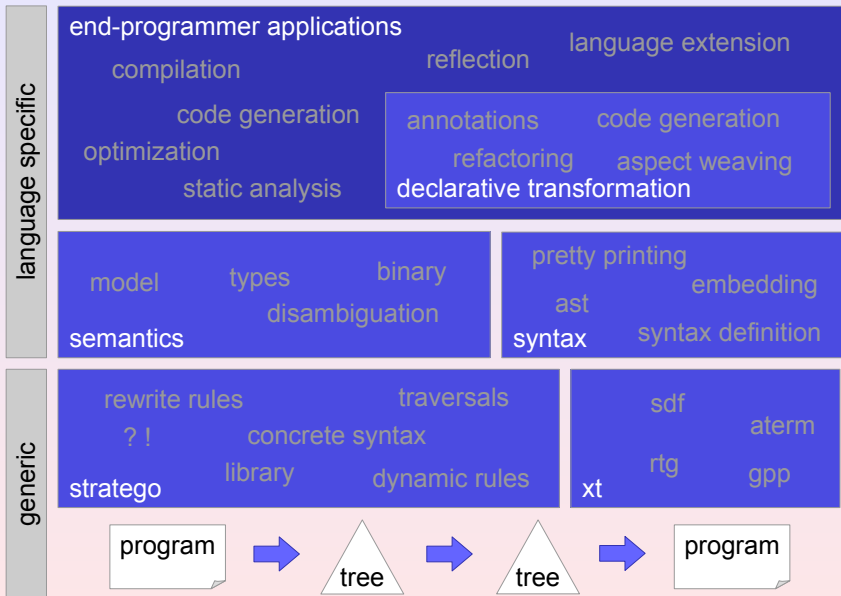 language specific
end-programmer applications
compilation
reflection
language extension
code generation
optimization
static analysis
annotations
code generation
refactoring
aspect weaving
declarative transformation
model
types
binary
disambiguation
semantics
pretty printing
embedding
ast
syntax definition
syntax
generic
rewrite rules
traversals
? !
concrete syntax
library
dynamic rules
stratego
sdf
aterm
rtg
gpp
xt
program
tree
tree
program